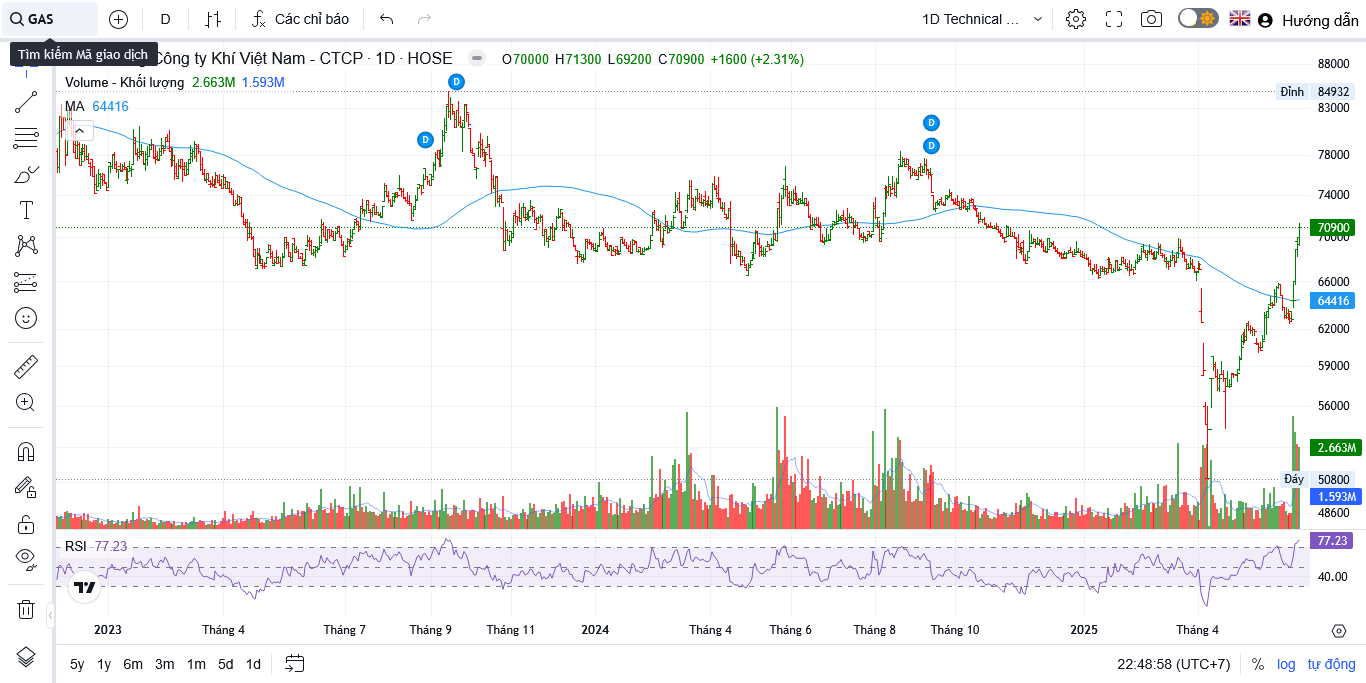 GAS
D
Các chỉ báo
1D Technical ...
Hướng dẫn
Tìm kiếm Mã giao dịch
Công ty Khí Việt Nam - CTCP · 1D · HOSE
O70000 H71300 L69200 C70900 +1600 (+2.31%)
Volume - Khối lượng 2.663M 1.593M
MA 64416
D
D
D
D
88000
Đỉnh 84932
83000
78000
74000
70900
70000
66000
64416
62000
59000
56000
2.663M
Đáy 50800
1.593M
48600
RSI 77.23
77.23
40.00
2023 Tháng 4 Tháng 7 Tháng 9 Tháng 11 2024 Tháng 4 Tháng 6 Tháng 8 Tháng 10 2025 Tháng 4
5y 1y 6m 3m 1m 5d 1d
22:48:58 (UTC+7) % log tự động